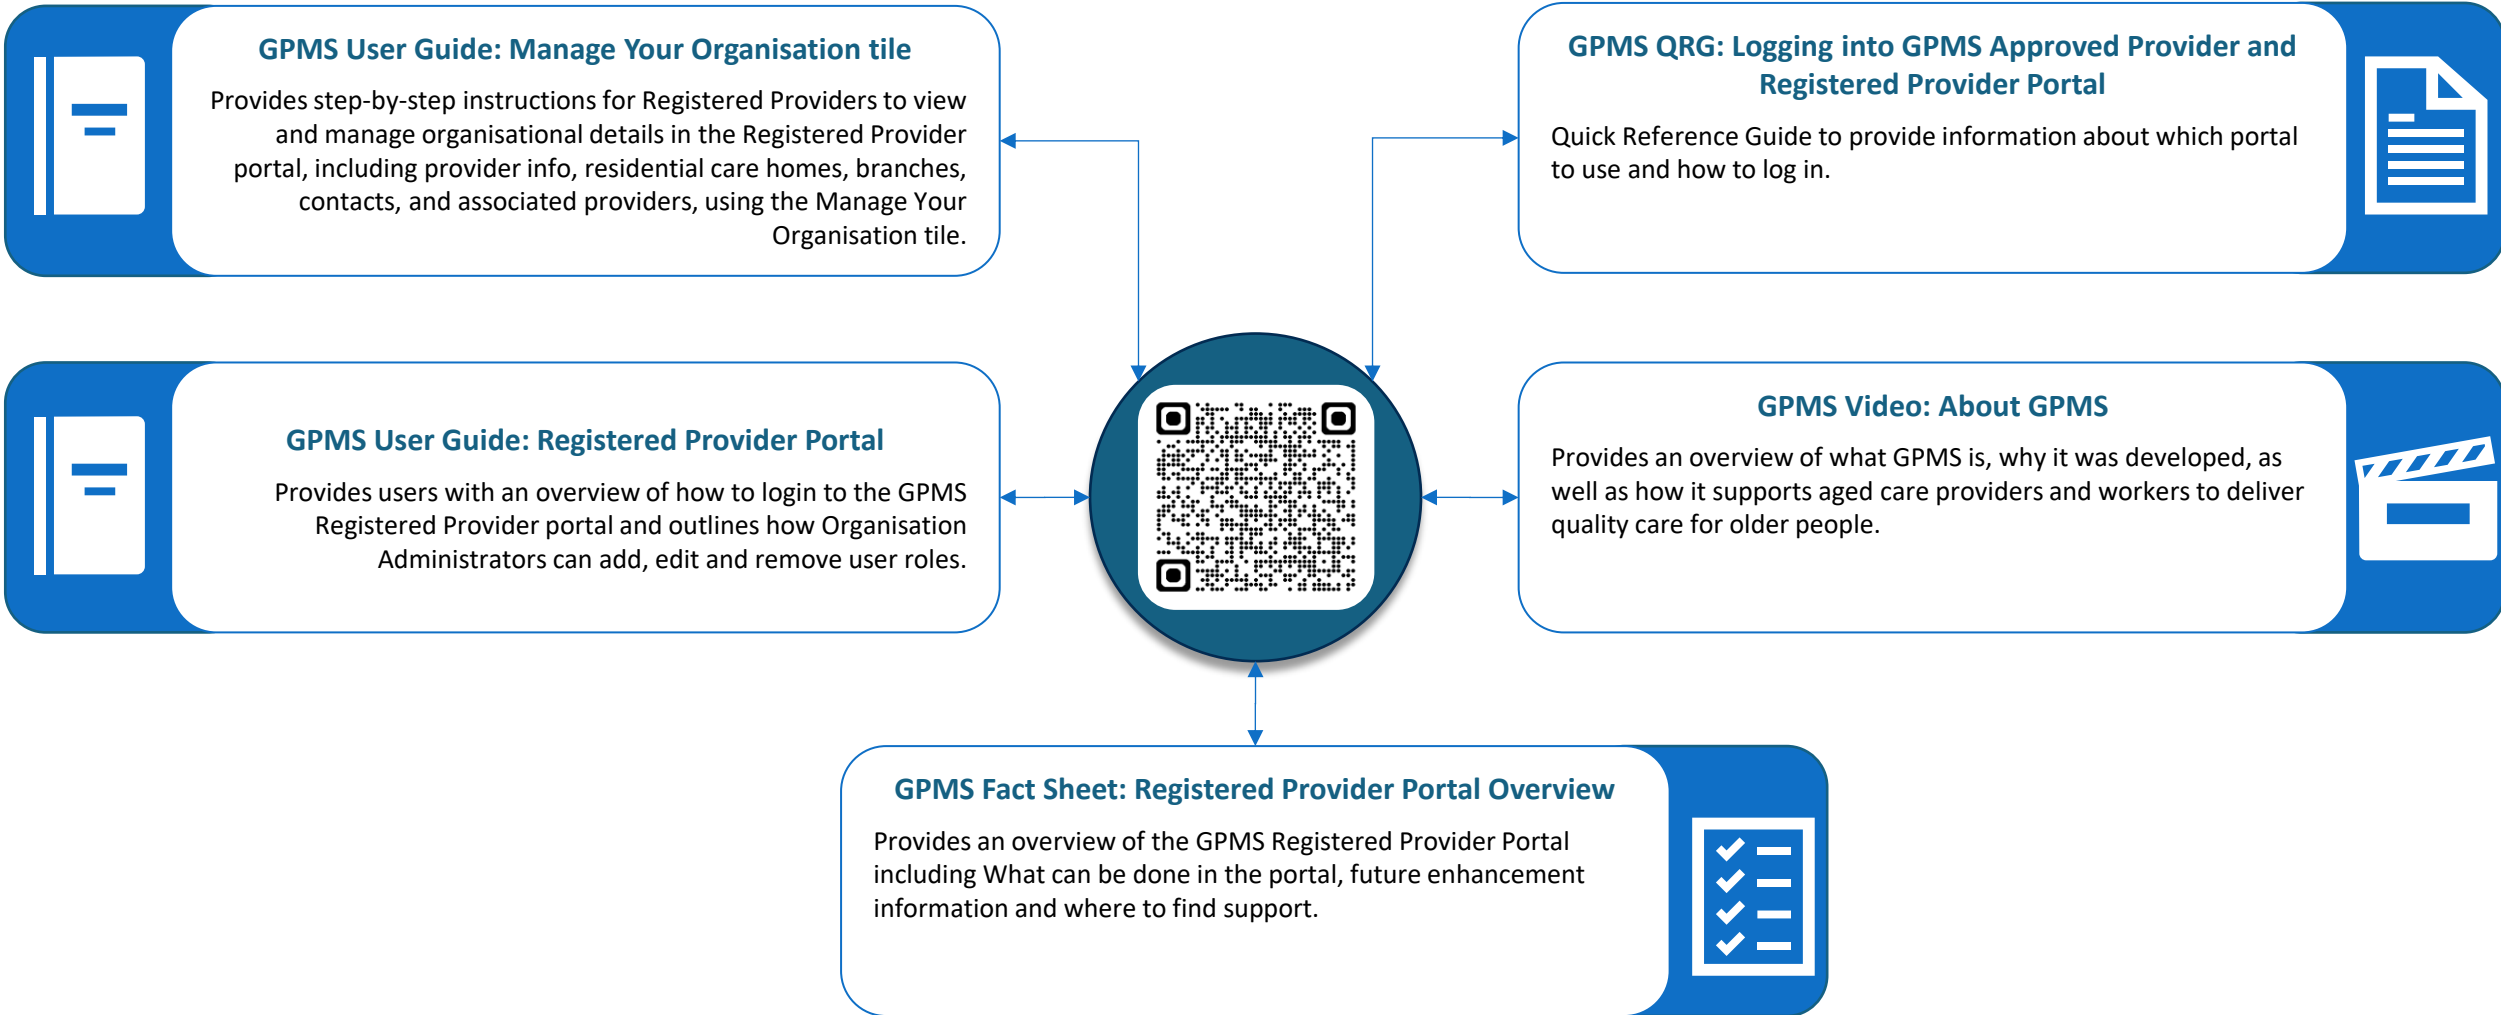 GPMS User Guide: Manage Your Organisation tile
Provides step-by-step instructions for Registered Providers to view
and manage organisational details in the Registered Provider
portal, including provider info, residential care homes, branches,
contacts, and associated providers, using the Manage Your
Organisation tile.
GPMS QRG: Logging into GPMS Approved Provider and
Registered Provider Portal
Quick Reference Guide to provide information about which portal
to use and how to log in.
GPMS User Guide: Registered Provider Portal
Provides users with an overview of how to login to the GPMS
Registered Provider portal and outlines how Organisation
Administrators can add, edit and remove user roles.
GPMS Video: About GPMS
Provides an overview of what GPMS is, why it was developed, as
well as how it supports aged care providers and workers to deliver
quality care for older people.
GPMS Fact Sheet: Registered Provider Portal Overview
Provides an overview of the GPMS Registered Provider Portal
including What can be done in the portal, future enhancement
information and where to find support.